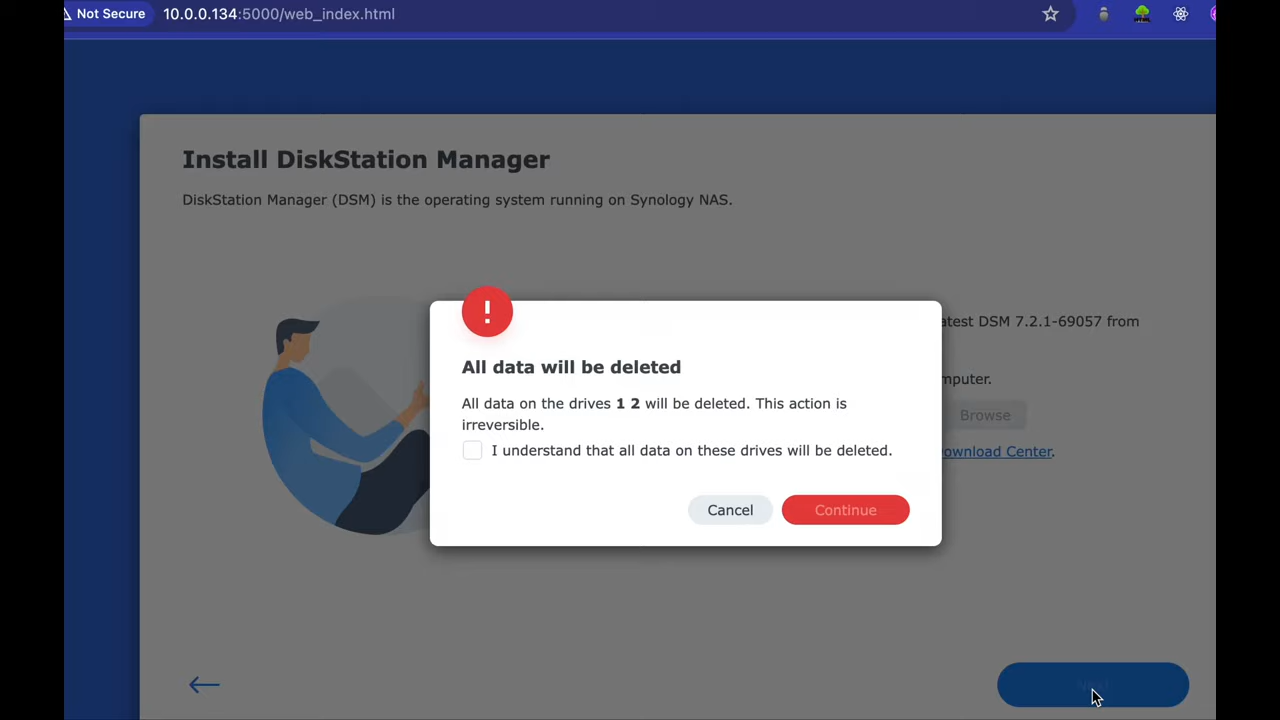 Not Secure 10.0.0.134:5000/web_index.html
Install DiskStation Manager
DiskStation Manager (DSM) is the operating system running on Synology NAS.
atest DSM 7.2.1-69057 from
mputer.
Browse
ownload Center.
!
All data will be deleted
All data on the drives 1 2 will be deleted. This action is
irreversible.
I understand that all data on these drives will be deleted.
Cancel Continue